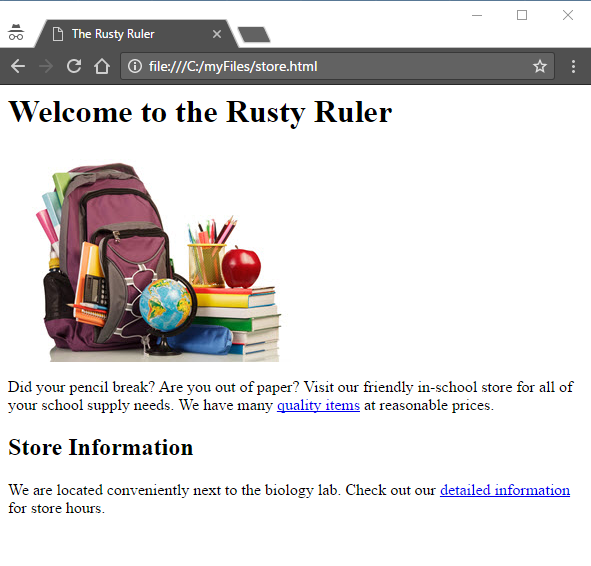 The Rusty Ruler
file:///C:/myFiles/store.html
Welcome to the Rusty Ruler
Did your pencil break? Are you out of paper? Visit our friendly in-school store for all of
your school supply needs. We have many quality items at reasonable prices.
Store Information
We are located conveniently next to the biology lab. Check out our detailed information
for store hours.